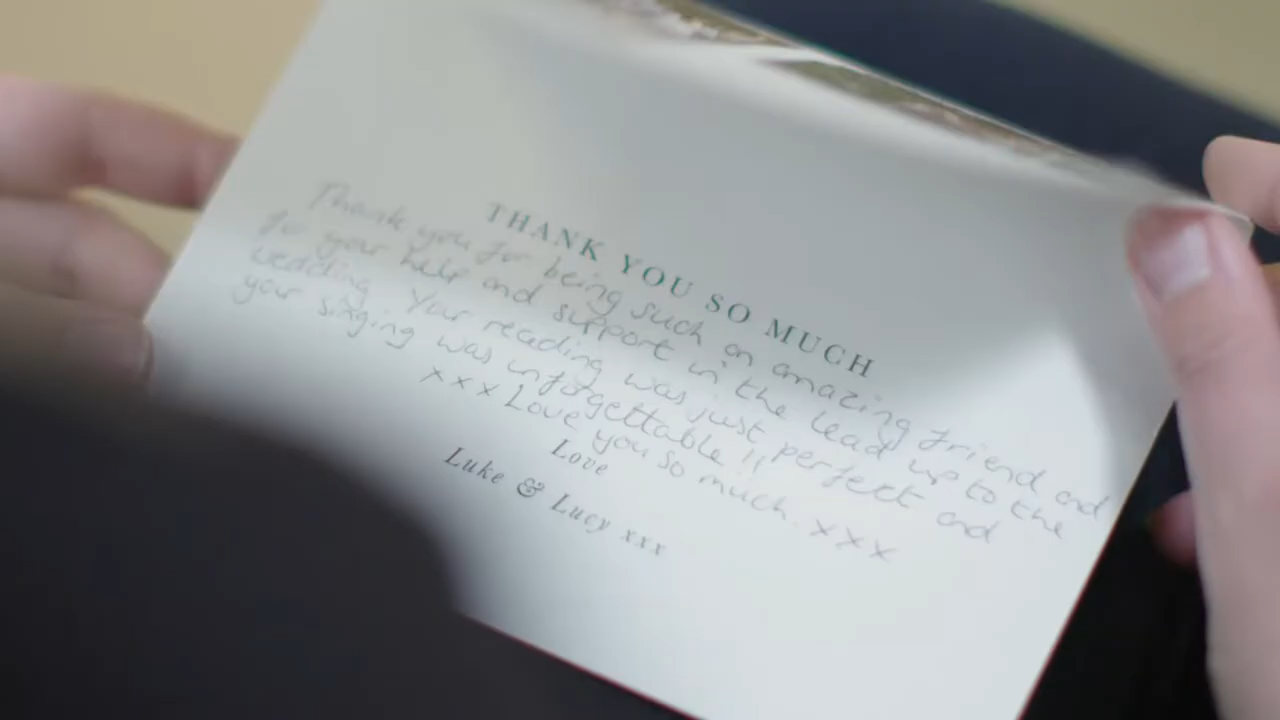 THANK YOU SO MUCH
Thank you for being such an amazing friend and
for your help and support in the lead up to the
wedding. Your reading was just perfect and
your singing was unforgettable !!
x x x Love you so much. x x x
Love
Luke & Lucy xxx